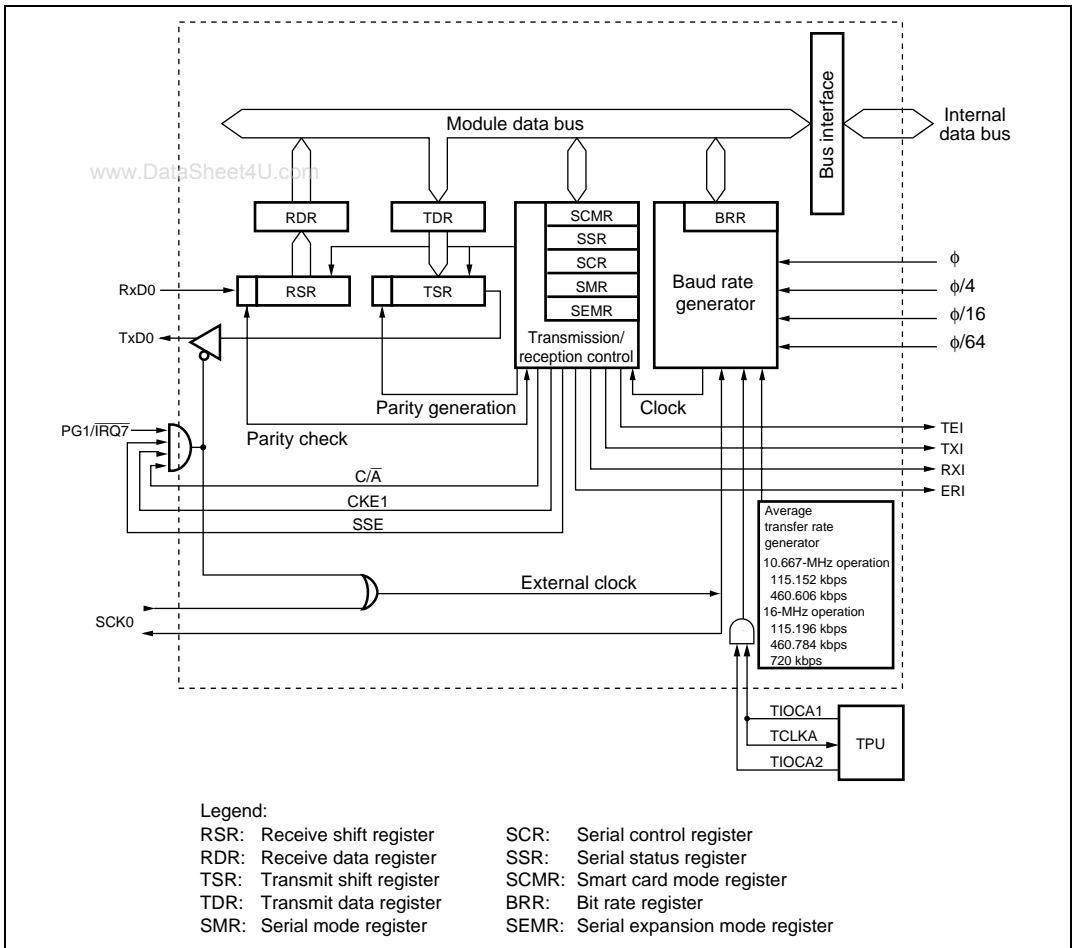 Module data bus
Bus interface
Internal
data bus
www.DataSheet4U.com
RDR
TDR
SCMR
SSR
SCR
SMR
SEMR
Transmission/
reception control
BRR
Baud rate
generator
RxD0
RSR
TSR
TxD0
ϕ
ϕ/4
ϕ/16
ϕ/64
Parity generation
Clock
Parity check
PG1/I̅R̅Q̅7̅
C/A̅
CKE1
SSE
TEI
TXI
RXI
ERI
Average
transfer rate
generator
10.667-MHz operation
115.152 kbps
460.606 kbps
16-MHz operation
115.196 kbps
460.784 kbps
720 kbps
External clock
SCK0
TIOCA1
TCLKA
TIOCA2
TPU
Legend:
RSR: Receive shift register
RDR: Receive data register
TSR: Transmit shift register
TDR: Transmit data register
SMR: Serial mode register
SCR: Serial control register
SSR: Serial status register
SCMR: Smart card mode register
BRR: Bit rate register
SEMR: Serial expansion mode register